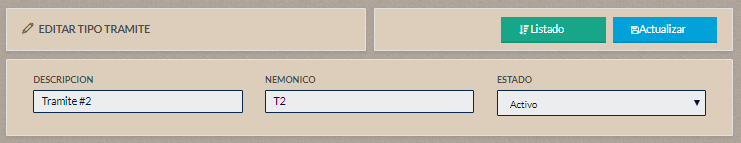 EDITAR TIPO TRAMITE
Listado
Actualizar
DESCRIPCION
NEMONICO
ESTADO
Tramite #2
T2
Activo